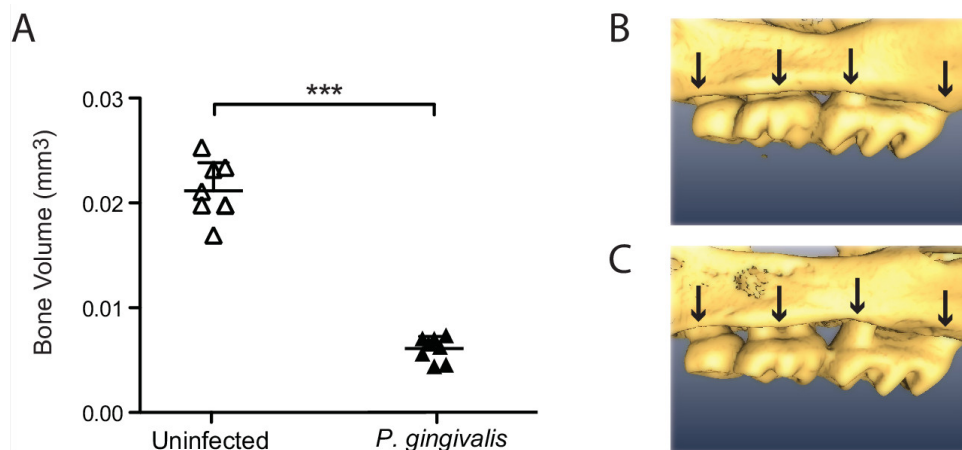 A
Bone Volume (mm3)
0.03
0.02
0.01
0.00
***
Uninfected
P. gingivalis
B
C